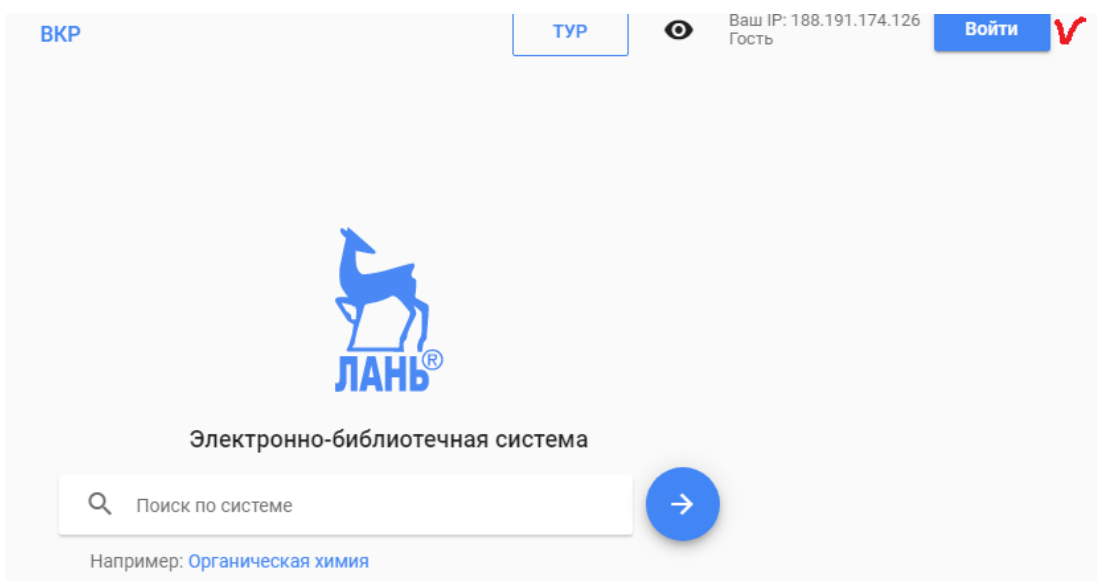 ВКР
ТУР
Ваш IP: 188.191.174.126
Гость
Войти
ЛАНЬ®
Электронно-библиотечная система
Поиск по системе
Например: Органическая химия